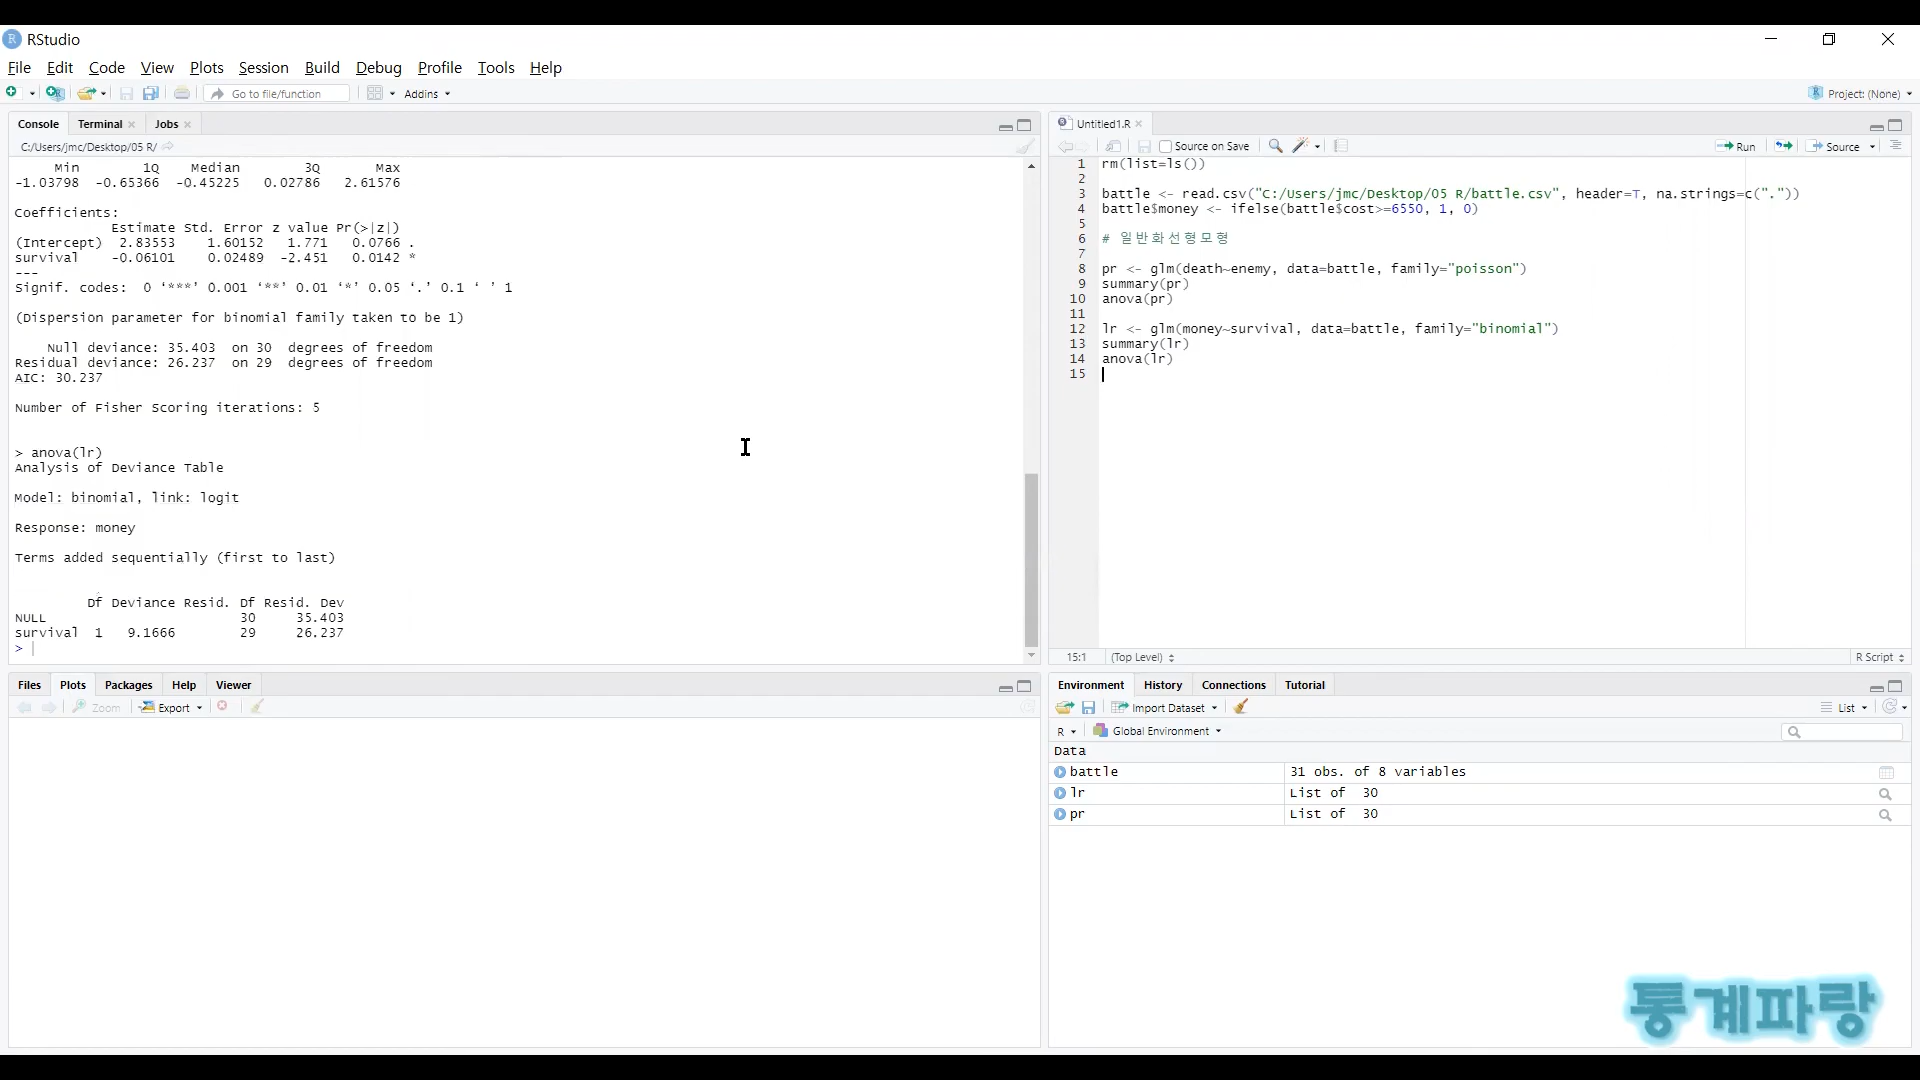 RStudio
File Edit Code View Plots Session Build Debug Profile Tools Help
Go to file/function
Addins
Project: (None)
Console Terminal Jobs
C:/Users/jmc/Desktop/05 R/
Min 1Q Median 3Q Max
-1.03798 -0.65366 -0.45225 0.02786 2.61576
Coefficients:
Estimate Std. Error z value Pr(>|z|)
(Intercept) 2.83553 1.60152 1.771 0.0766 .
survival -0.06101 0.02489 -2.451 0.0142 *
---
Signif. codes: 0 ‘***’ 0.001 ‘**’ 0.01 ‘*’ 0.05 ‘.’ 0.1 ‘ ’ 1
(Dispersion parameter for binomial family taken to be 1)
Null deviance: 35.403 on 30 degrees of freedom
Residual deviance: 26.237 on 29 degrees of freedom
AIC: 30.237
Number of Fisher Scoring iterations: 5
> anova(lr)
Analysis of Deviance Table
Model: binomial, link: logit
Response: money
Terms added sequentially (first to last)
Df Deviance Resid. Df Resid. Dev
NULL 30 35.403
survival 1 9.1666 29 26.237
>
Untitled1.R
Source on Save
Run
Source
1 rm(list=ls())
2
3 battle <- read.csv("C:/Users/jmc/Desktop/05 R/battle.csv", header=T, na.strings=c("."))
4 battle$money <- ifelse(battle$cost>=6550, 1, 0)
5
6 # 일반화선형모형
7
8 pr <- glm(death~enemy, data=battle, family="poisson")
9 summary(pr)
10 anova(pr)
11
12 lr <- glm(money~survival, data=battle, family="binomial")
13 summary(lr)
14 anova(lr)
15
15:1 (Top Level) R Script
Files Plots Packages Help Viewer
Zoom Export
Environment History Connections Tutorial
Import Dataset List
R Global Environment
Data
battle 31 obs. of 8 variables
lr List of 30
pr List of 30
통계파랑